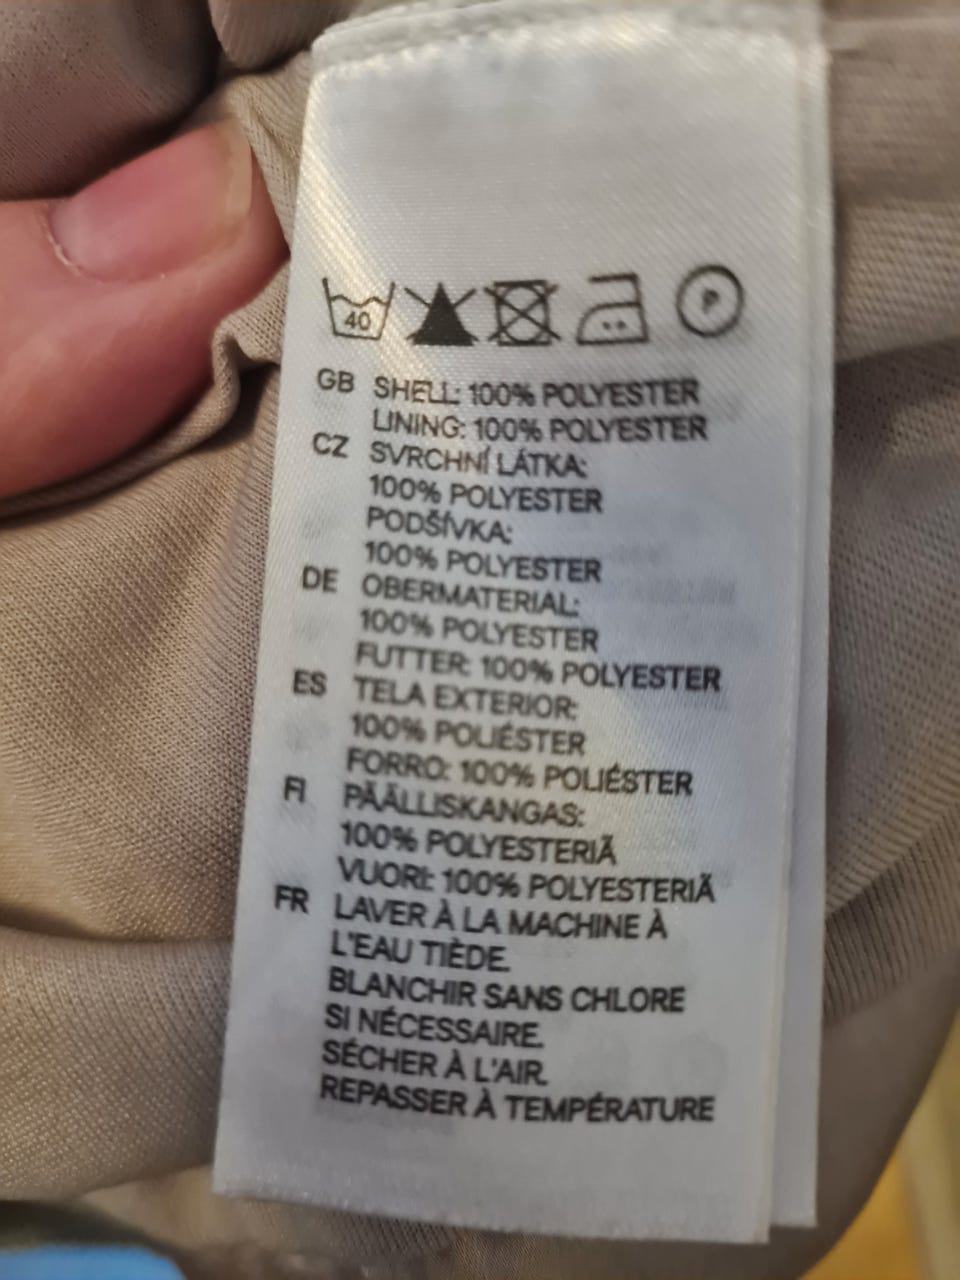 40 P
GB SHELL: 100% POLYESTER
LINING: 100% POLYESTER
CZ SVRCHNÍ LÁTKA:
100% POLYESTER
PODŠÍVKA:
100% POLYESTER
DE OBERMATERIAL:
100% POLYESTER
FUTTER: 100% POLYESTER
ES TELA EXTERIOR:
100% POLIÉSTER
FORRO: 100% POLIÉSTER
FI PÄÄLLISKANGAS:
100% POLYESTERIÄ
VUORI: 100% POLYESTERIÄ
FR LAVER À LA MACHINE À
L'EAU TIÈDE.
BLANCHIR SANS CHLORE
SI NÉCESSAIRE.
SÉCHER À L'AIR.
REPASSER À TEMPÉRATURE